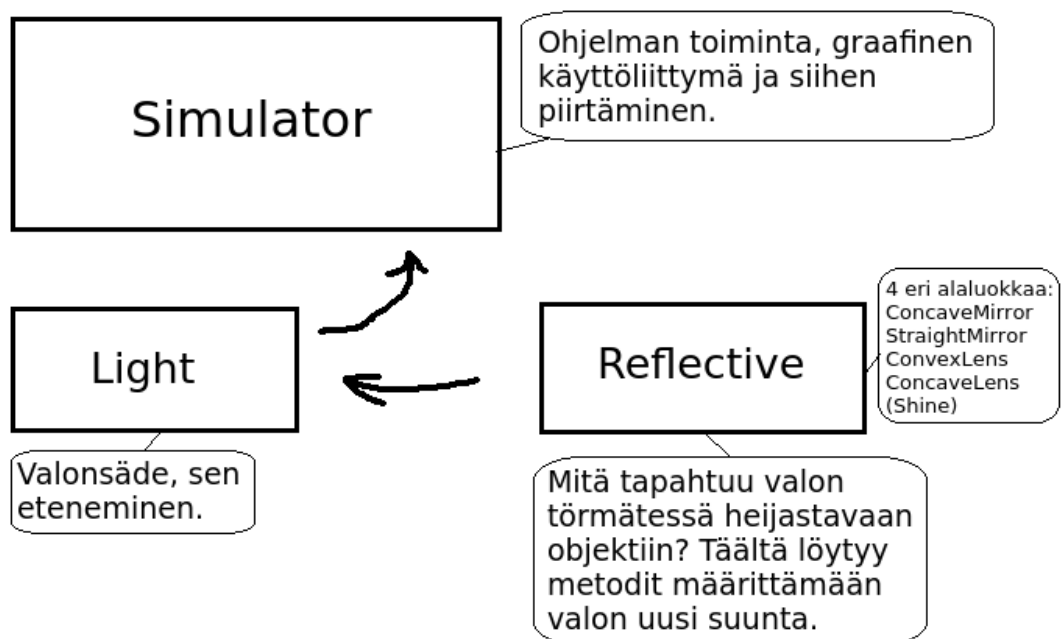 Simulator
Ohjelman toiminta, graafinen
käyttöliittymä ja siihen
piirtäminen.
Light
Valonsäde, sen
eteneminen.
Reflective
4 eri alaluokkaa:
ConcaveMirror
StraightMirror
ConvexLens
ConcaveLens
(Shine)
Mitä tapahtuu valon
törmätessä heijastavaan
objektiin? Täältä löytyy
metodit määrittämään
valon uusi suunta.